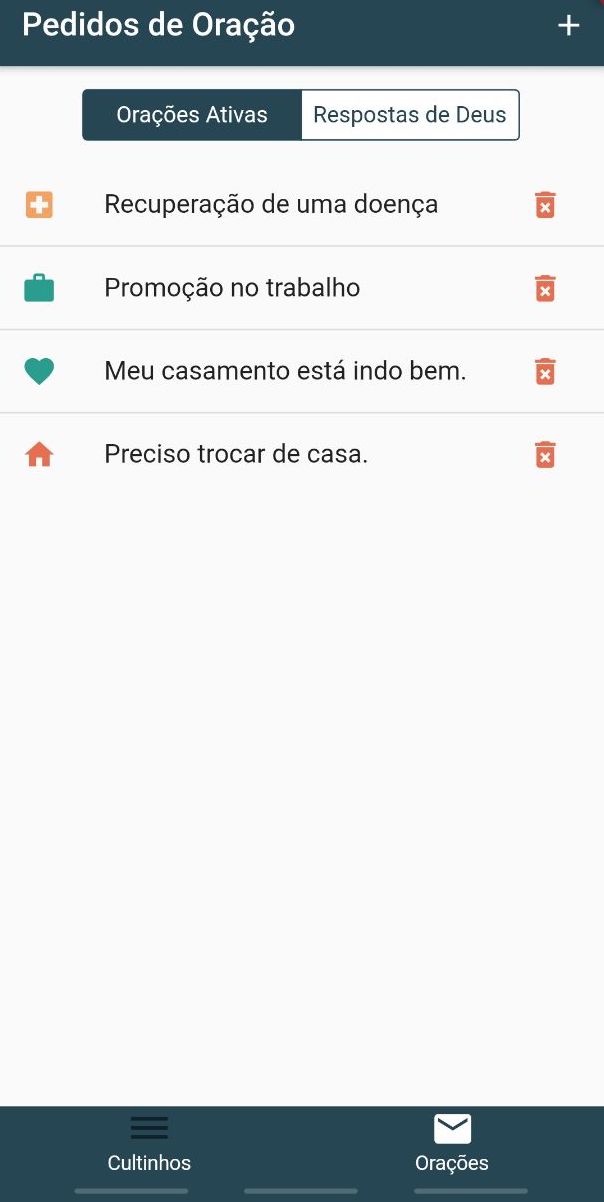 Pedidos de Oração
Orações Ativas
Respostas de Deus
Recuperação de uma doença
Promoção no trabalho
Meu casamento está indo bem.
Preciso trocar de casa.
Cultinhos
Orações